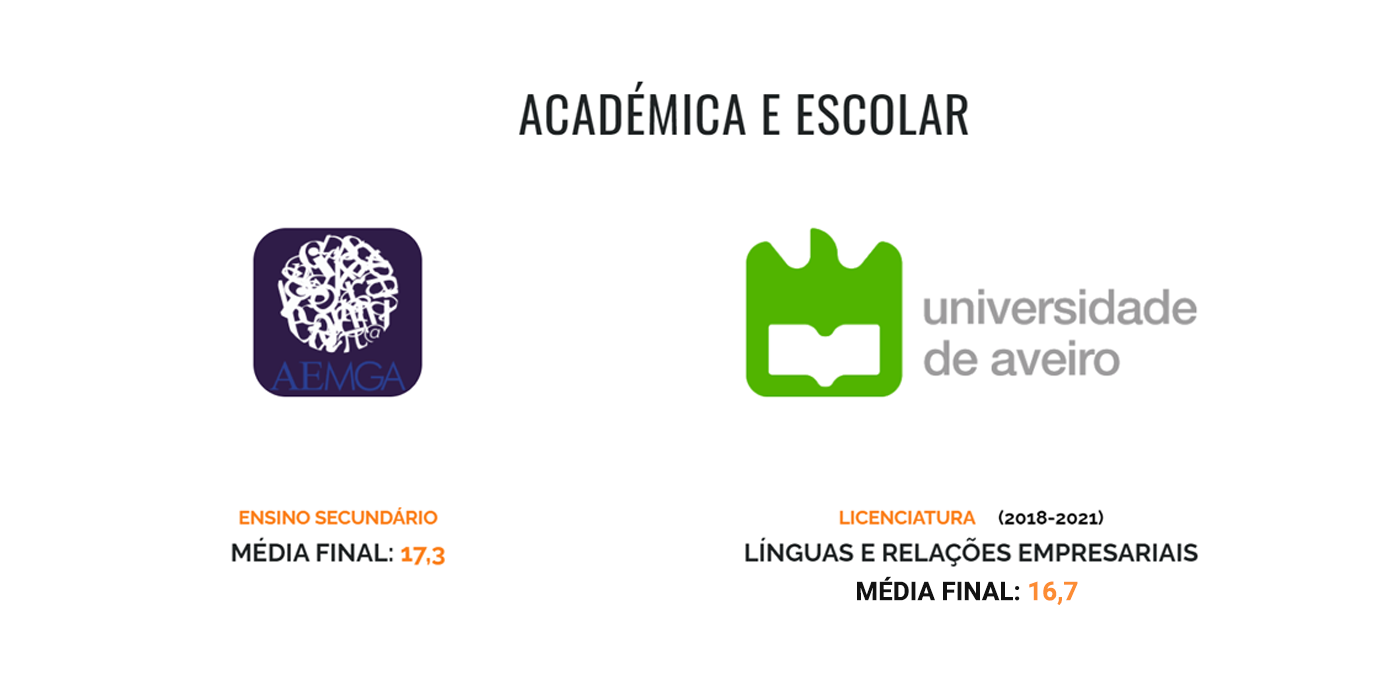 ACADÉMICA E ESCOLAR
AEMGA
universidade
de aveiro
ENSINO SECUNDÁRIO
MÉDIA FINAL: 17,3
LICENCIATURA (2018-2021)
LÍNGUAS E RELAÇÕES EMPRESARIAIS
MÉDIA FINAL: 16,7